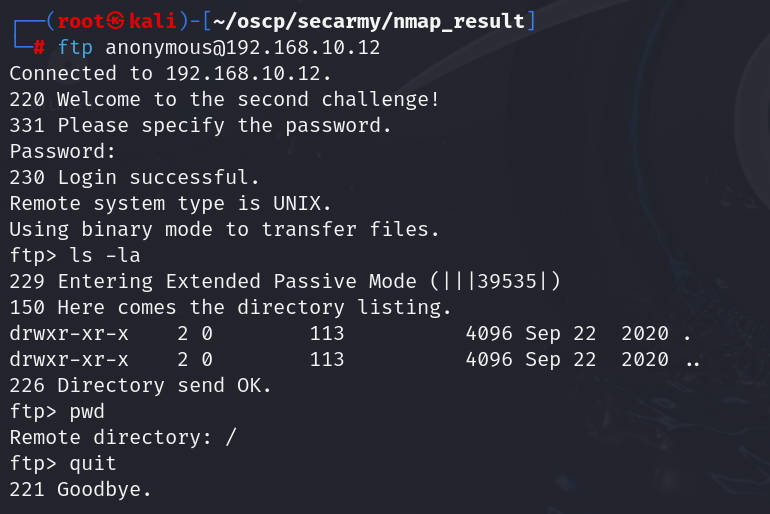 ┌──(root㉿kali)-[~/oscp/secarmy/nmap_result]
└─# ftp anonymous@192.168.10.12
Connected to 192.168.10.12.
220 Welcome to the second challenge!
331 Please specify the password.
Password:
230 Login successful.
Remote system type is UNIX.
Using binary mode to transfer files.
ftp> ls -la
229 Entering Extended Passive Mode (|||39535|)
150 Here comes the directory listing.
drwxr-xr-x    2 0        113          4096 Sep 22  2020 .
drwxr-xr-x    2 0        113          4096 Sep 22  2020 ..
226 Directory send OK.
ftp> pwd
Remote directory: /
ftp> quit
221 Goodbye.